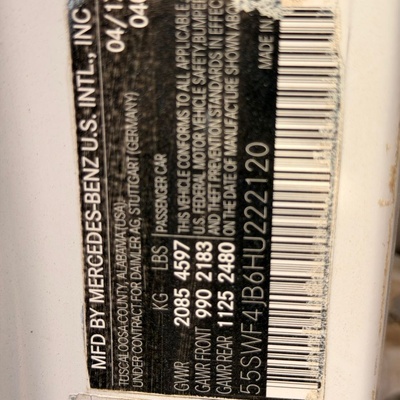 MFD BY MERCEDES-BENZ U.S. INTL., INC
TUSCALOOSA COUNTY, ALABAMA (USA)
UNDER CONTRACT FOR DAIMLER AG, STUTTGART (GERMANY)
04/1
KG LBS PASSENGER CAR
GVWR 2085 4597 THIS VEHICLE CONFORMS TO ALL APPLICABLE
GAWR FRONT 990 2183 U.S. FEDERAL MOTOR VEHICLE SAFETY, BUMPER
GAWR REAR 1125 2480 THEFT PREVENTION STANDARDS IN EFFECT
ON THE DATE OF MANUFACTURE SHOWN ABO
55SWF4JB6HU222120 MADE IN